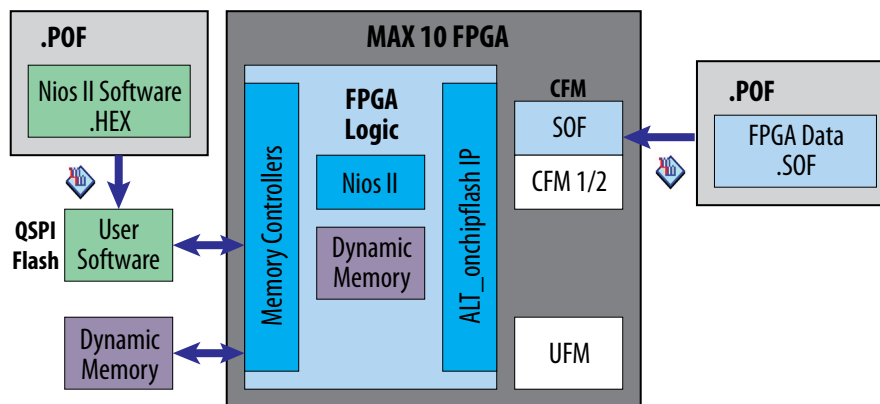 .POF
Nios II Software
.HEX
QSPI
Flash
User
Software
Dynamic
Memory
MAX 10 FPGA
Memory Controllers
FPGA
Logic
Nios II
Dynamic
Memory
ALT_onchipflash IP
CFM
SOF
CFM 1/2
UFM
.POF
FPGA Data
.SOF